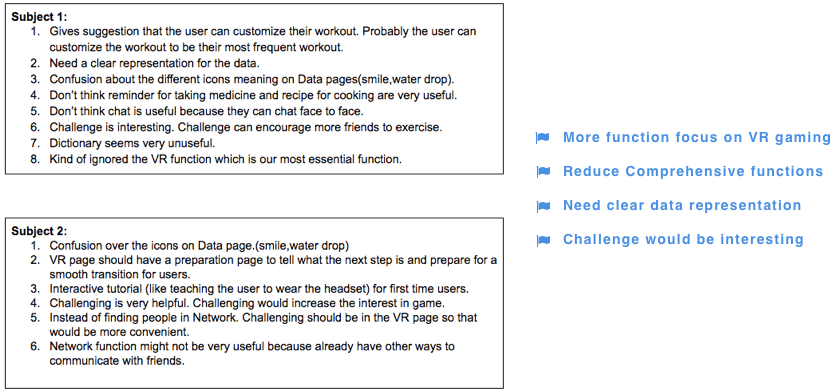 Subject 1:
1. Gives suggestion that the user can customize their workout. Probably the user can
customize the workout to be their most frequent workout.
2. Need a clear representation for the data.
3. Confusion about the different icons meaning on Data pages(smile,water drop).
4. Don't think reminder for taking medicine and recipe for cooking are very useful.
5. Don't think chat is useful because they can chat face to face.
6. Challenge is interesting. Challenge can encourage more friends to exercise.
7. Dictionary seems very unuseful.
8. Kind of ignored the VR function which is our most essential function.
Subject 2:
1. Confusion over the icons on Data page.(smile,water drop)
2. VR page should have a preparation page to tell what the next step is and prepare for a
smooth transition for users.
3. Interactive tutorial (like teaching the user to wear the headset) for first time users.
4. Challenging is very helpful. Challenging would increase the interest in game.
5. Instead of finding people in Network. Challenging should be in the VR page so that
would be more convenient.
6. Network function might not be very useful because already have other ways to
communicate with friends.
More function focus on VR gaming
Reduce Comprehensive functions
Need clear data representation
Challenge would be interesting